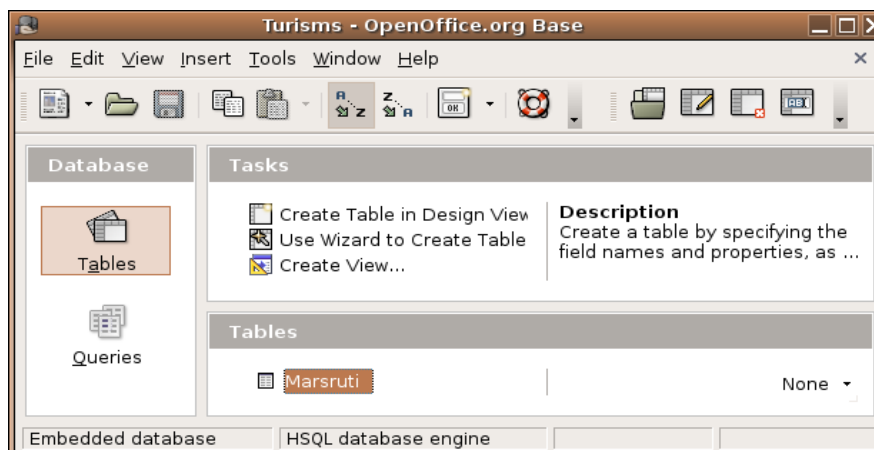 Turisms - OpenOffice.org Base
File Edit View Insert Tools Window Help
Database
Tables
Queries
Tasks
Create Table in Design View
Use Wizard to Create Table
Create View...
Description
Create a table by specifying the
field names and properties, as ...
Tables
Marsruti
None
Embedded database
HSQL database engine